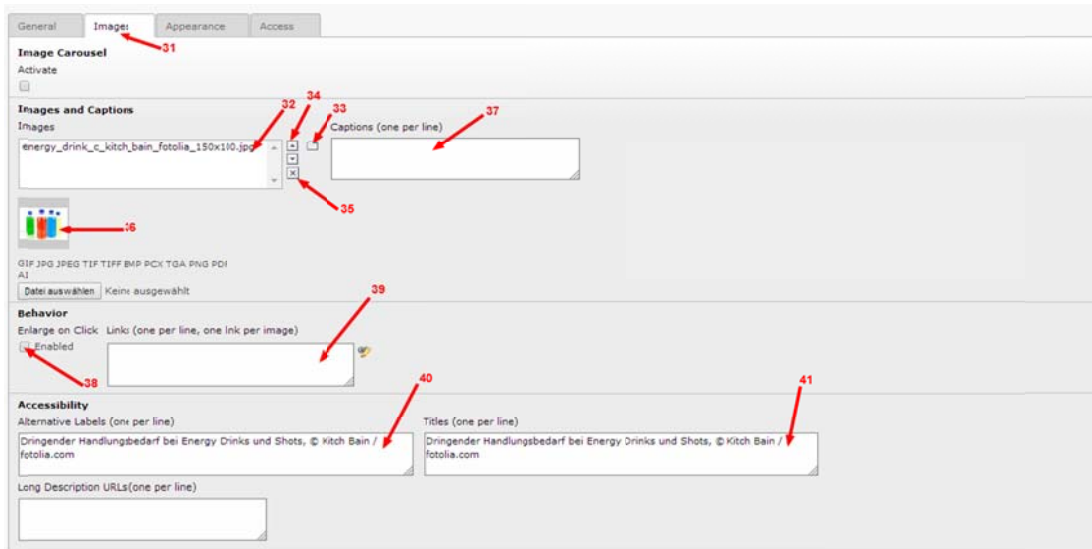 General Images Appearance Access
31
Image Carousel
Activate
Images and Captions
32 34 33 37
Images Captions (one per line)
energy_drink_c_kitch_bain_fotolia_150x100.jpg
35
36
GIF JPG JPEG TIF TIFF BMP PCX TGA PNG PDF
AI
Datei auswählen Keine ausgewählt
39
Behavior
Enlarge on Click Links (one per line, one link per image)
Enabled
38
40 41
Accessibility
Alternative Labels (one per line) Titles (one per line)
Dringender Handlungsbedarf bei Energy Drinks und Shots, © Kitch Bain / Dringender Handlungsbedarf bei Energy Drinks und Shots, © Kitch Bain /
fotolia.com fotolia.com
Long Description URLs(one per line)